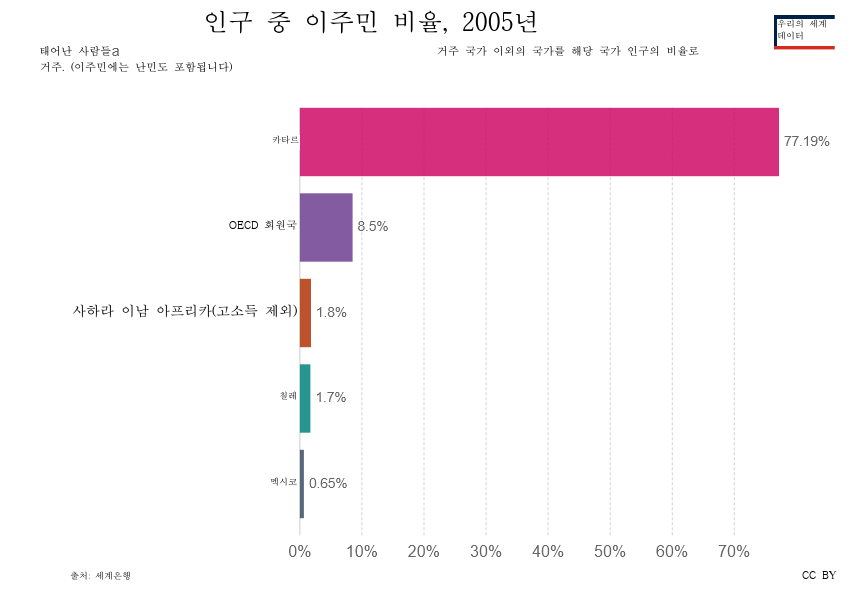 인구 중 이주민 비율, 2005년
우리의 세계
데이터
태어난 사람들a
거주 국가 이외의 국가를 해당 국가 인구의 비율로
거주. (이주민에는 난민도 포함됩니다)
카타르
77.19%
OECD 회원국
8.5%
사하라 이남 아프리카(고소득 제외)
1.8%
칠레
1.7%
멕시코
0.65%
0% 10% 20% 30% 40% 50% 60% 70%
출처: 세계은행
CC BY